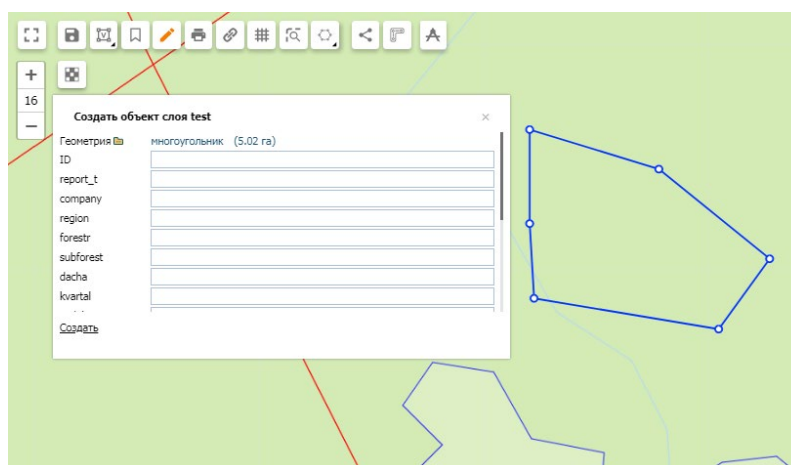 +
16
−
Создать объект слоя test
×
Геометрия многоугольник (5.02 га)
ID
report_t
company
region
forestr
subforest
dacha
kvartal
Создать